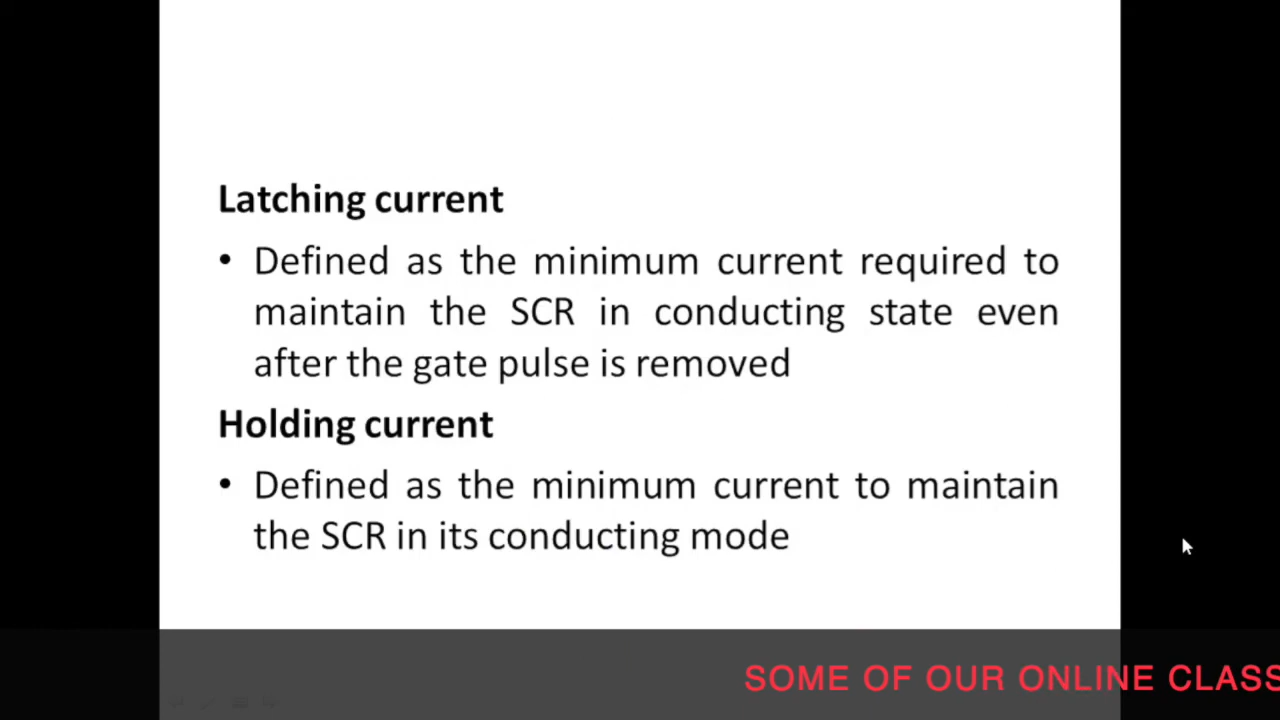 Latching current
• Defined as the minimum current required to
maintain the SCR in conducting state even
after the gate pulse is removed
Holding current
• Defined as the minimum current to maintain
the SCR in its conducting mode
SOME OF OUR ONLINE CLASS